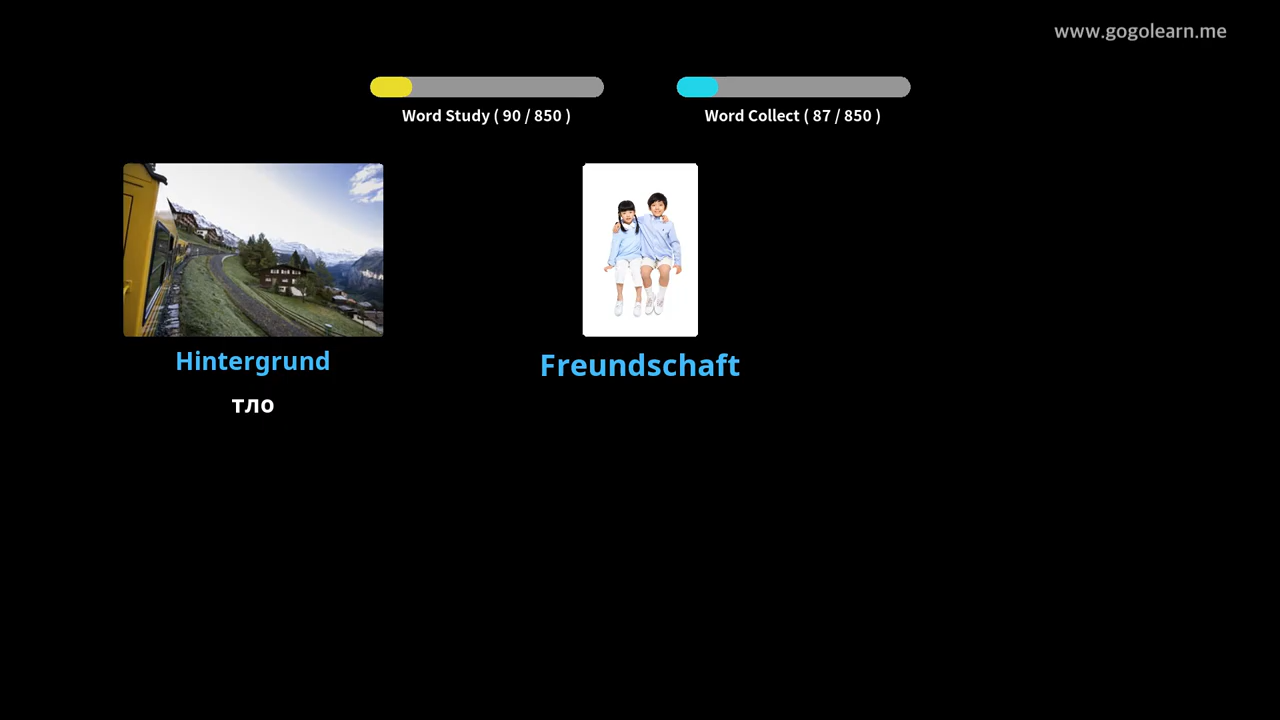 www.gogolearn.me
Word Study ( 90 / 850 )
Word Collect ( 87 / 850 )
Hintergrund
тло
Freundschaft